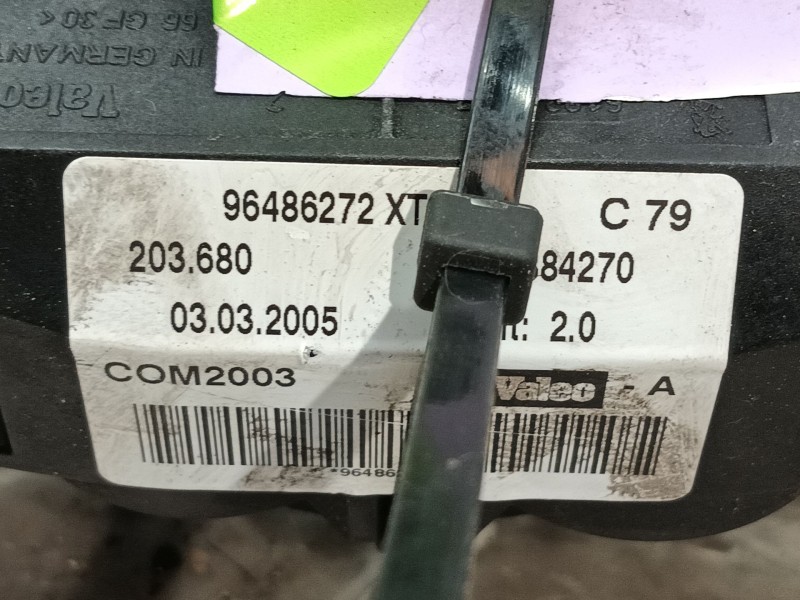 66 GF 30 <
IN GERMANY
Valeo
96486272 XT C 79
203.680 84270
03.03.2005 t: 2.0
COM2003 Valeo - A
*96486